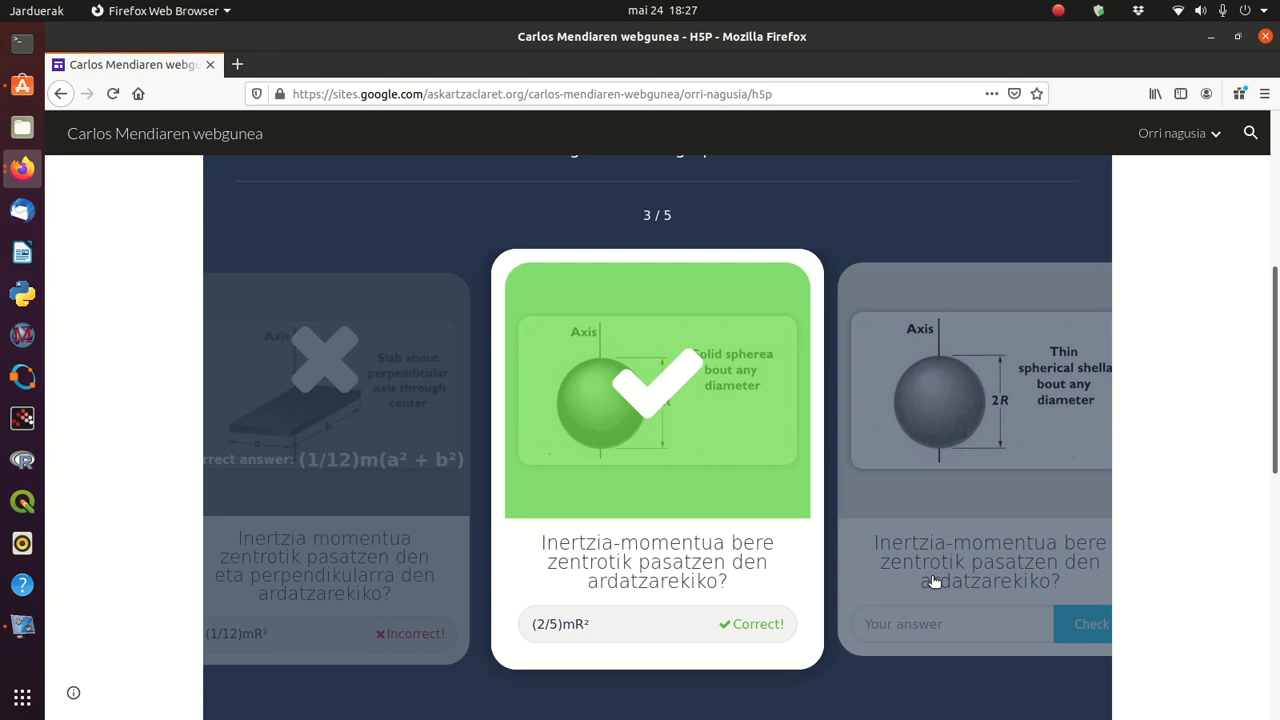 Jarduerak
Firefox Web Browser
mai 24 18:27
Carlos Mendiaren webgunea - H5P - Mozilla Firefox
Carlos Mendiaren webgu
https://sites.google.com/askartzaclaret.org/carlos-mendiaren-webgunea/orri-nagusia/h5p
Carlos Mendiaren webgunea
Orri nagusia
3 / 5
Axis
Slab about
perpendicular
axis through
center
a
b
rrect answer: (1/12)m(a² + b²)
Inertzia momentua
zentrotik pasatzen den
eta perpendikularra den
ardatzarekiko?
(1/12)mR²
Incorrect!
Axis
Solid spherea
bout any
diameter
Inertzia-momentua bere
zentrotik pasatzen den
ardatzarekiko?
(2/5)mR²
Correct!
Axis
2R
Thin
spherical shella
bout any
diameter
Inertzia-momentua bere
zentrotik pasatzen den
ardatzarekiko?
Your answer
Check